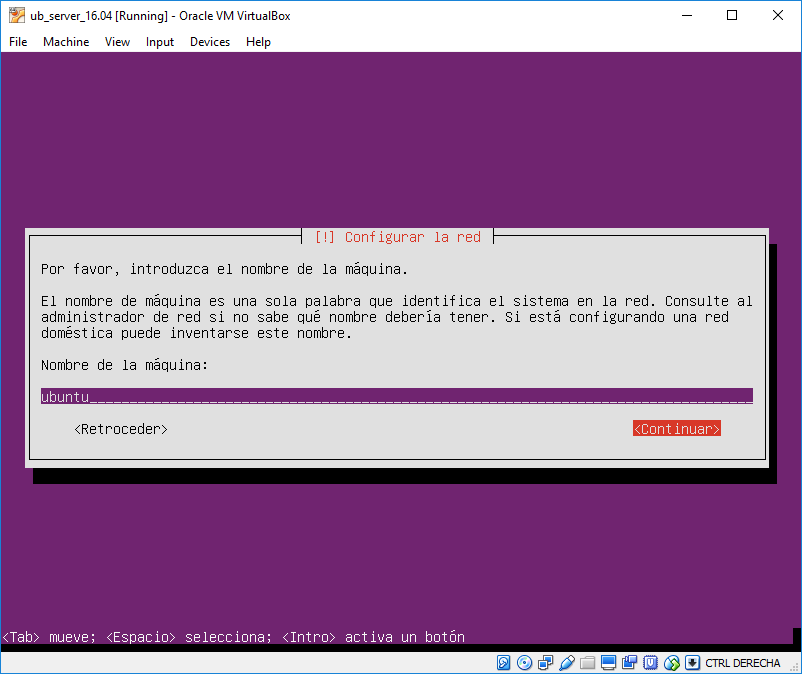 ub_server_16.04 [Running] - Oracle VM VirtualBox
File Machine View Input Devices Help
[!] Configurar la red
Por favor, introduzca el nombre de la máquina.
El nombre de máquina es una sola palabra que identifica el sistema en la red. Consulte al
administrador de red si no sabe qué nombre debería tener. Si está configurando una red
doméstica puede inventarse este nombre.
Nombre de la máquina:
ubuntu
<Retroceder> <Continuar>
<Tab> mueve; <Espacio> selecciona; <Intro> activa un botón
CTRL DERECHA